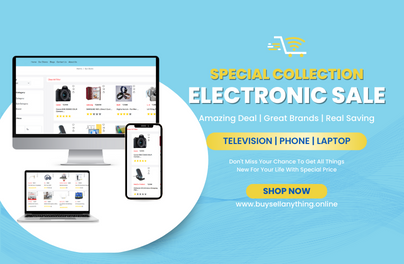 SPECIAL COLLECTION
ELECTRONIC SALE
Amazing Deal | Great Brands | Real Saving
TELEVISION | PHONE | LAPTOP
Don't Miss Your Chance To Get All Things
New For Your Life With Special Price
SHOP NOW
www.buysellanything.online